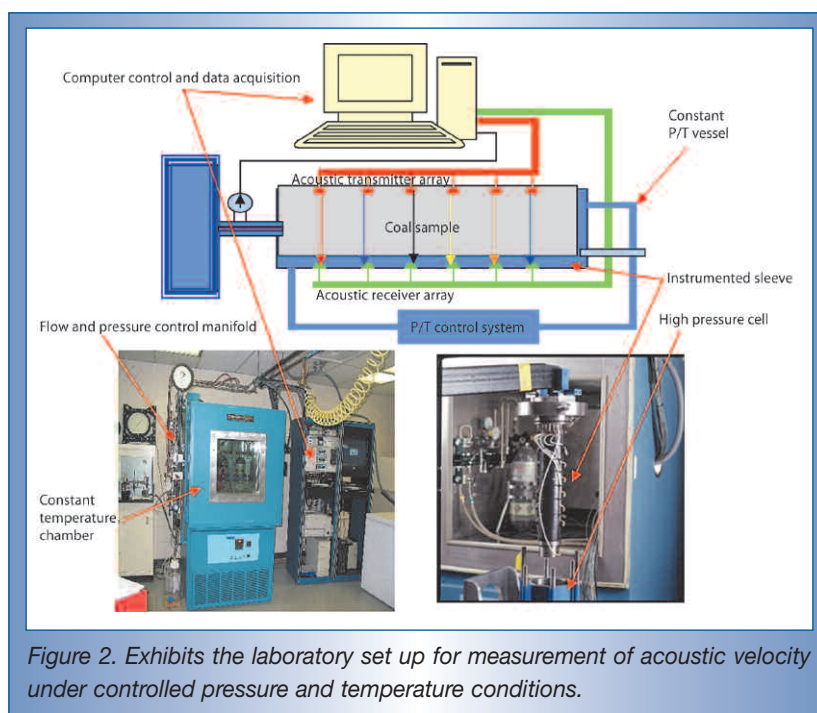 Computer control and data acquisition
Constant
P/T vessel
Acoustic transmitter array
Coal sample
Instrumented sleeve
Acoustic receiver array
High pressure cell
Flow and pressure control manifold
P/T control system
Constant
temperature
chamber
Figure 2. Exhibits the laboratory set up for measurement of acoustic velocity
under controlled pressure and temperature conditions.